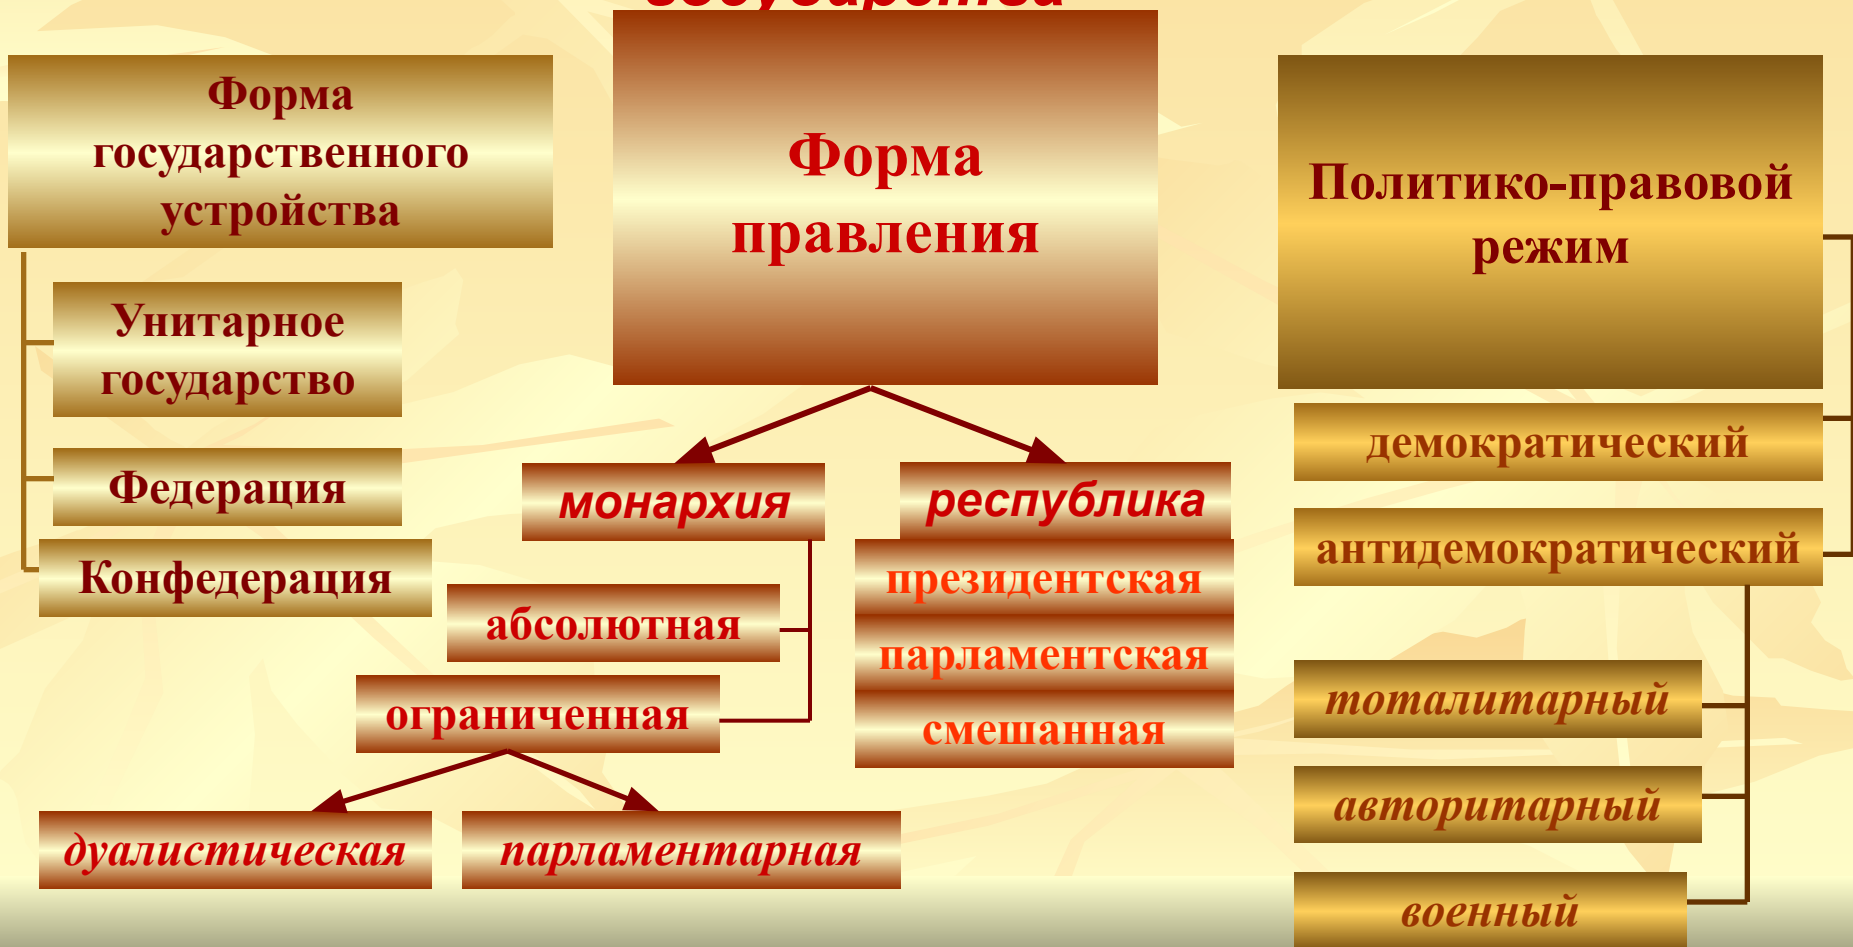 Форма
государственного
устройства
Унитарное
государство
Федерация
Конфедерация
Форма
правления
монархия
абсолютная
ограниченная
дуалистическая
парламентарная
республика
президентская
парламентская
смешанная
Политико-правовой
режим
демократический
антидемократический
тоталитарный
авторитарный
военный